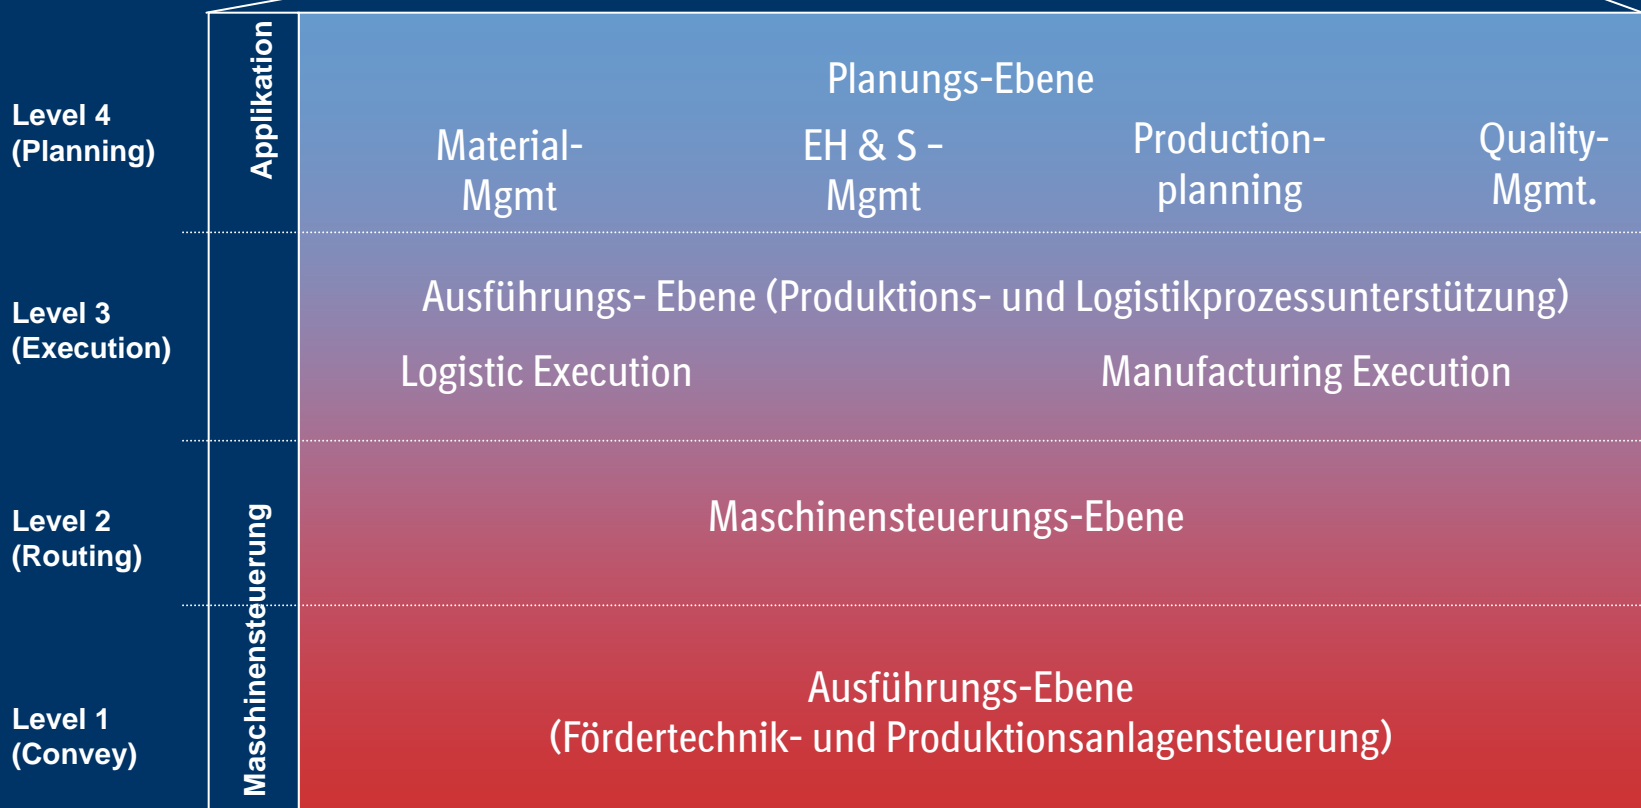 Level 4
(Planning)
Applikation
Planungs-Ebene
Material-
Mgmt
EH & S –
Mgmt
Production-
planning
Quality-
Mgmt.
Level 3
(Execution)
Ausführungs- Ebene (Produktions- und Logistikprozessunterstützung)
Logistic Execution
Manufacturing Execution
Level 2
(Routing)
Maschinensteuerung
Maschinensteuerungs-Ebene
Level 1
(Convey)
Ausführungs-Ebene
(Fördertechnik- und Produktionsanlagensteuerung)